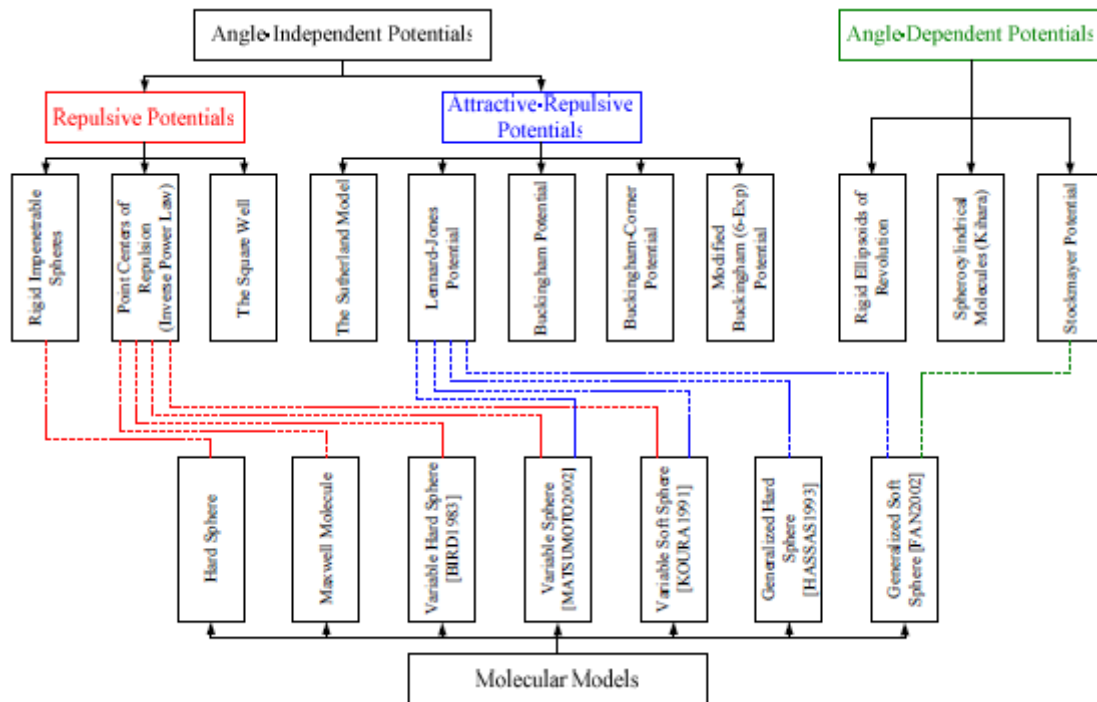 Angle-Independent Potentials
Angle-Dependent Potentials
Repulsive Potentials
Attractive-Repulsive
Potentials
Rigid Impenetrable
Spheres
Point Centers of
Repulsion
(Inverse Power Law)
The Square Well
The Sutherland Model
Lennard-Jones
Potential
Buckingham Potential
Buckingham-Corner
Potential
Modified
Buckingham (6-Exp)
Potential
Rigid Ellipsoids of
Revolution
Spherocylindrical
Molecules (Kihara)
Stockmayer Potential
Hard Sphere
Maxwell Molecule
Variable Hard Sphere
[BIRD1983]
Variable Sphere
[MATSUMOTO2002]
Variable Soft Sphere
[KOURA1991]
Generalized Hard
Sphere
[HASSAS1993]
Generalized Soft
Sphere [FAN2002]
Molecular Models